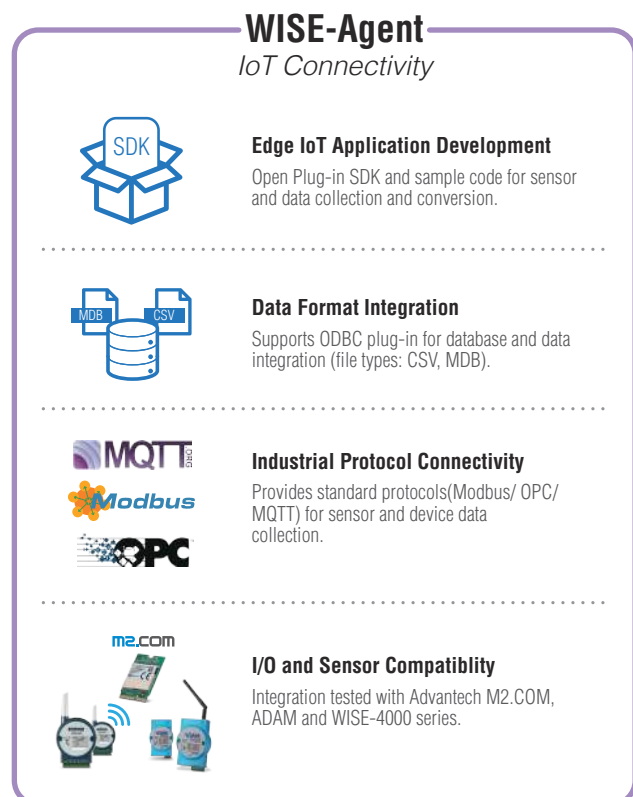 WISE-Agent
IoT Connectivity
SDK
Edge IoT Application Development
Open Plug-in SDK and sample code for sensor
and data collection and conversion.
MDB
CSV
Data Format Integration
Supports ODBC plug-in for database and data
integration (file types: CSV, MDB).
MQTT.ORG
Modbus
OPC
Industrial Protocol Connectivity
Provides standard protocols(Modbus/ OPC/
MQTT) for sensor and device data
collection.
M2.COM
I/O and Sensor Compatiblity
Integration tested with Advantech M2.COM,
ADAM and WISE-4000 series.